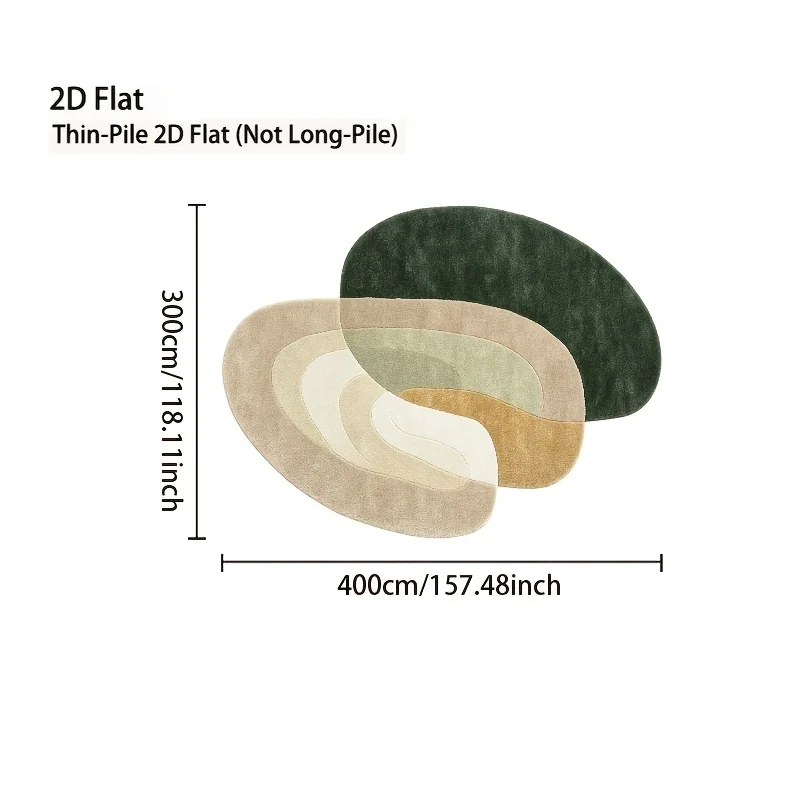 2D Flat
Thin-Pile 2D Flat (Not Long-Pile)
300cm/118.11inch
400cm/157.48inch